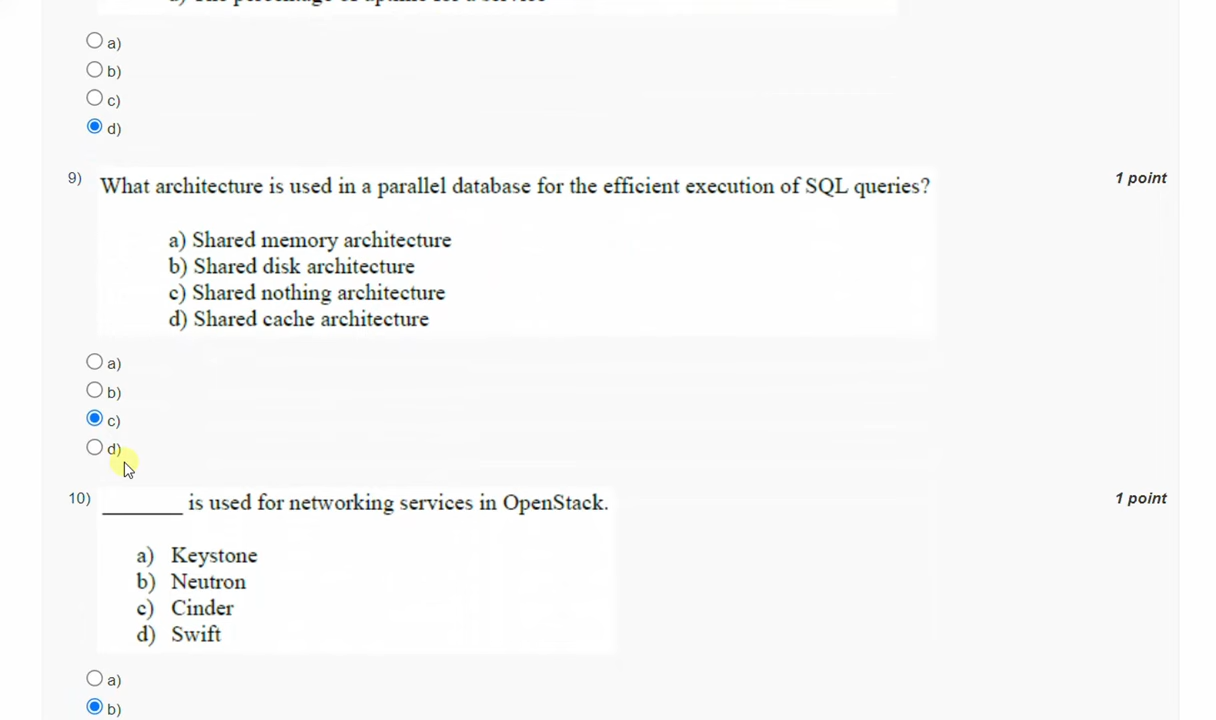 a)
b)
c)
d)
9) What architecture is used in a parallel database for the efficient execution of SQL queries? 1 point
a) Shared memory architecture
b) Shared disk architecture
c) Shared nothing architecture
d) Shared cache architecture
a)
b)
c)
d)
10) ________ is used for networking services in OpenStack. 1 point
a) Keystone
b) Neutron
c) Cinder
d) Swift
a)
b)